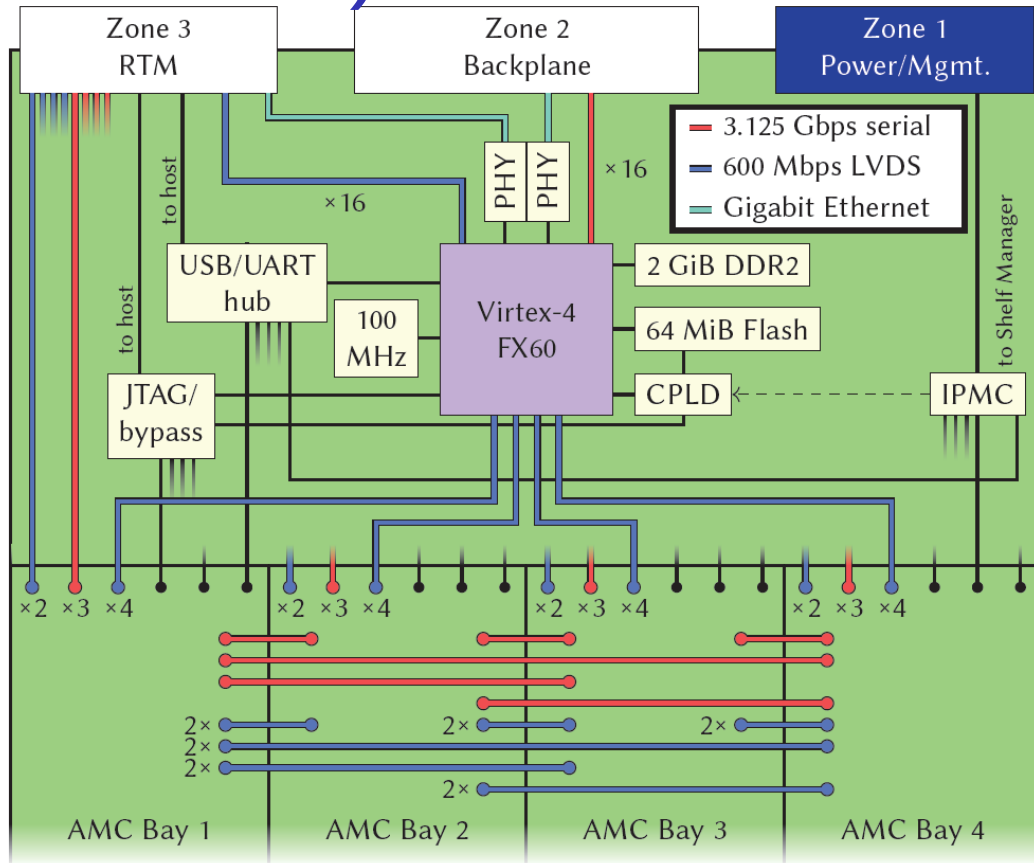 Zone 3
RTM
Zone 2
Backplane
Zone 1
Power/Mgmt.
3.125 Gbps serial
600 Mbps LVDS
Gigabit Ethernet
to host
to host
×16
PHY
PHY
×16
to Shelf Manager
USB/UART
hub
100
MHz
Virtex-4
FX60
2 GiB DDR2
64 MiB Flash
CPLD
IPMC
JTAG/
bypass
×2 ×3 ×4 ×2 ×3 ×4 ×2 ×3 ×4 ×2 ×3 ×4
2× 2× 2×
2×
2×
2×
AMC Bay 1 AMC Bay 2 AMC Bay 3 AMC Bay 4